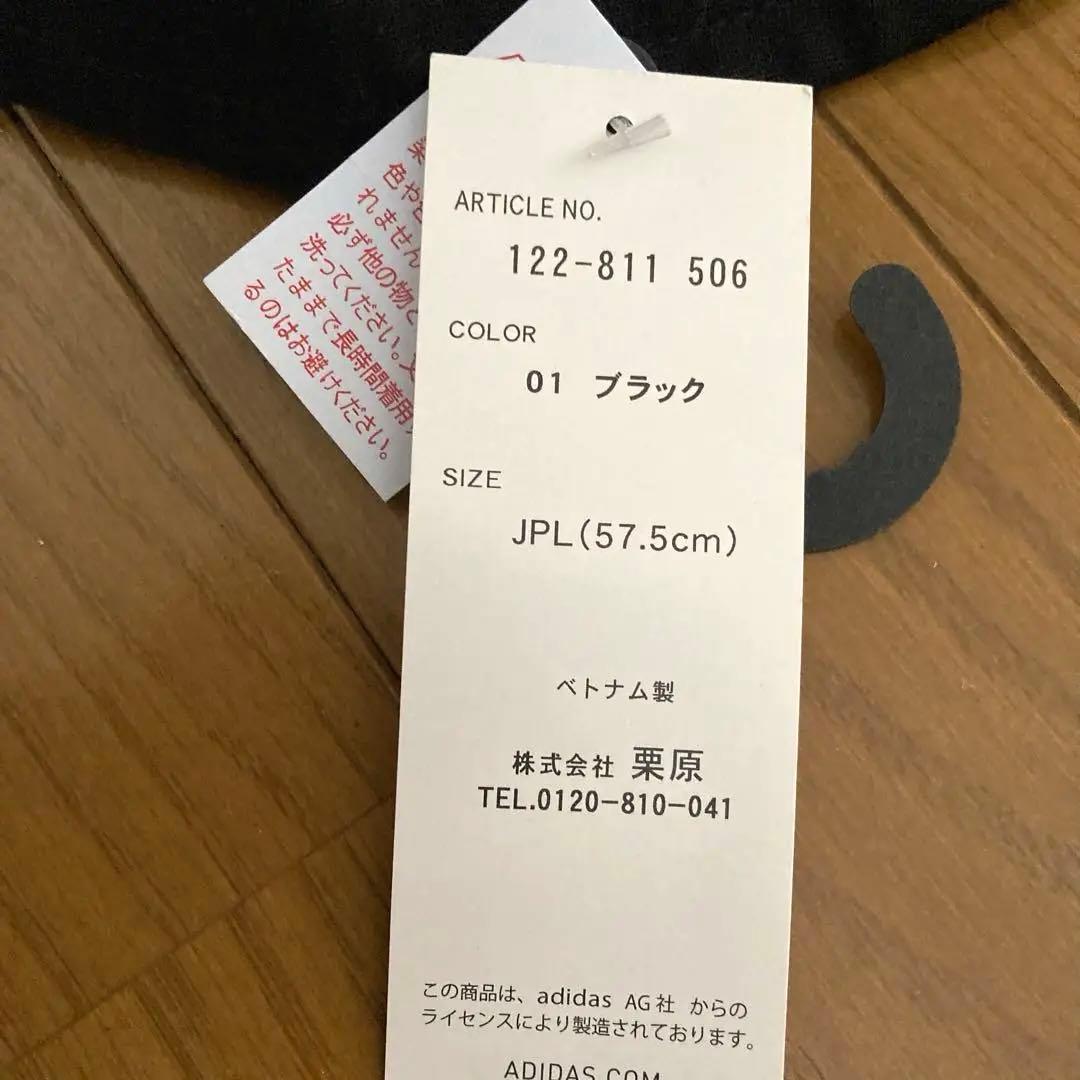 ARTICLE NO.
122-811 506
COLOR
01 ブラック
SIZE
JPL(57.5cm)
ベトナム製
株式会社 栗原
TEL.0120-810-041
この商品は、adidas AG社 からの
ライセンスにより製造されております。
ADIDAS.COM
色や
れません
必ず他の物と
洗ってください。
たままで長時間着用
るのはお避けください。